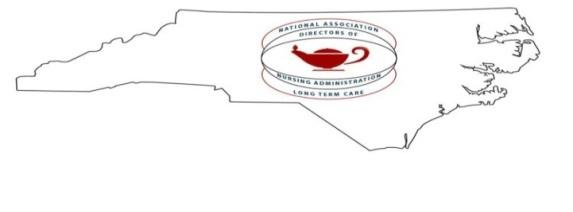 NATIONAL ASSOCIATION
DIRECTORS OF
NURSING ADMINISTRATION
LONG TERM CARE